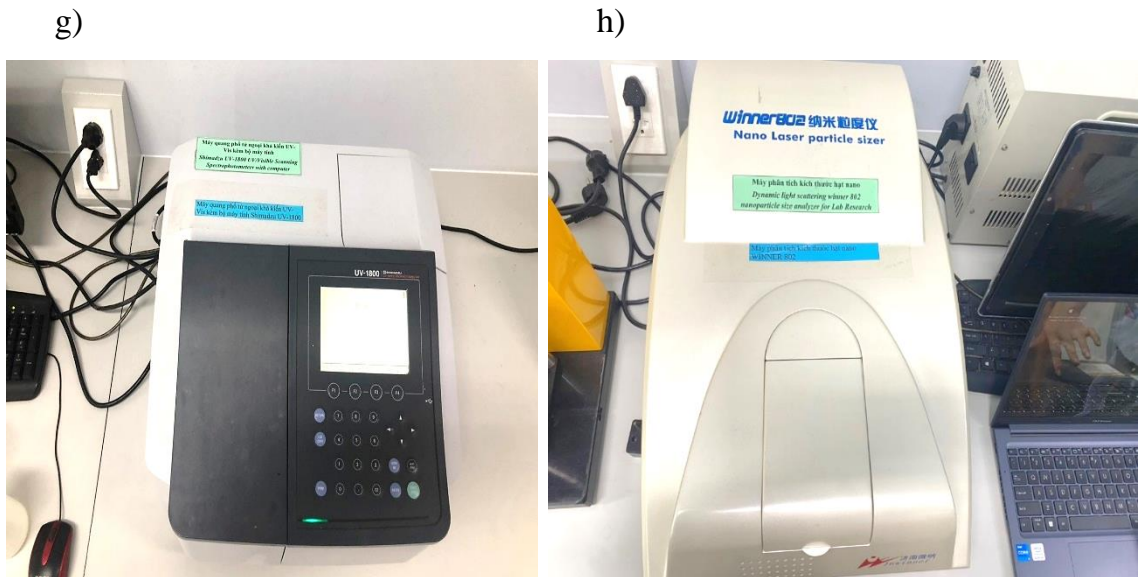 g)
h)
Máy quang phổ tử ngoại khả kiến UV-
Vis kèm bộ máy tính
Shimadzu UV-1800 UV/Visible Scanning
Spectrophotometer with computer
Máy quang phổ tử ngoại khả kiến UV-
Vis kèm bộ máy tính Shimadzu UV-1800
UV-1800
F1 F2 F3 F4
winner802 纳米粒度仪
Nano Laser particle sizer
Máy phân tích kích thước hạt nano
Dynamic light scattering winner 802
nanoparticle size analyzer for Lab Research
Máy phân tích kích thước hạt nano
WINNER 802